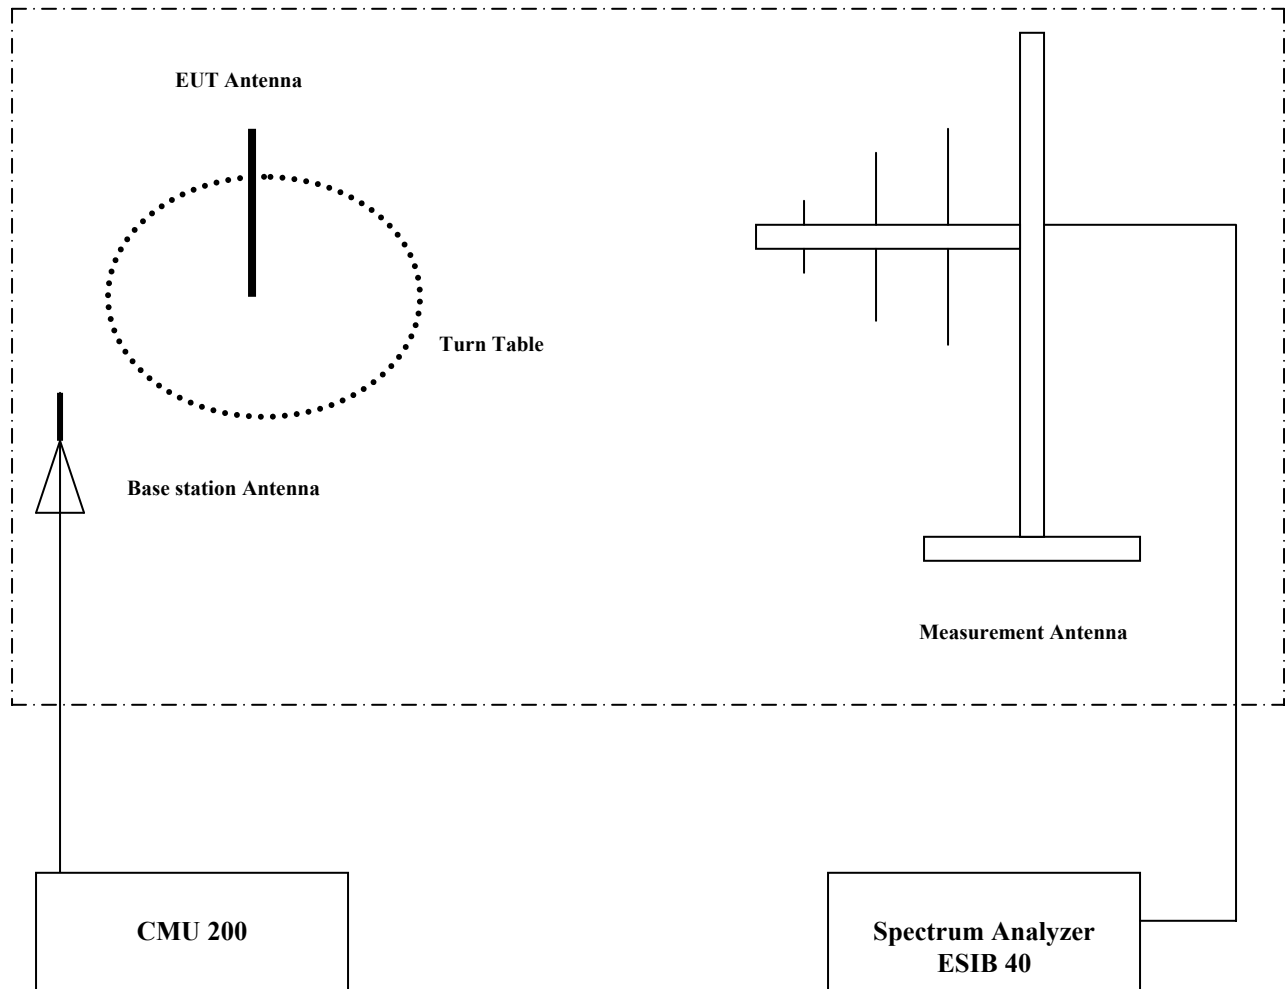 EUT Antenna
Turn Table
Base station Antenna
Measurement Antenna
CMU 200
Spectrum Analyzer
ESIB 40